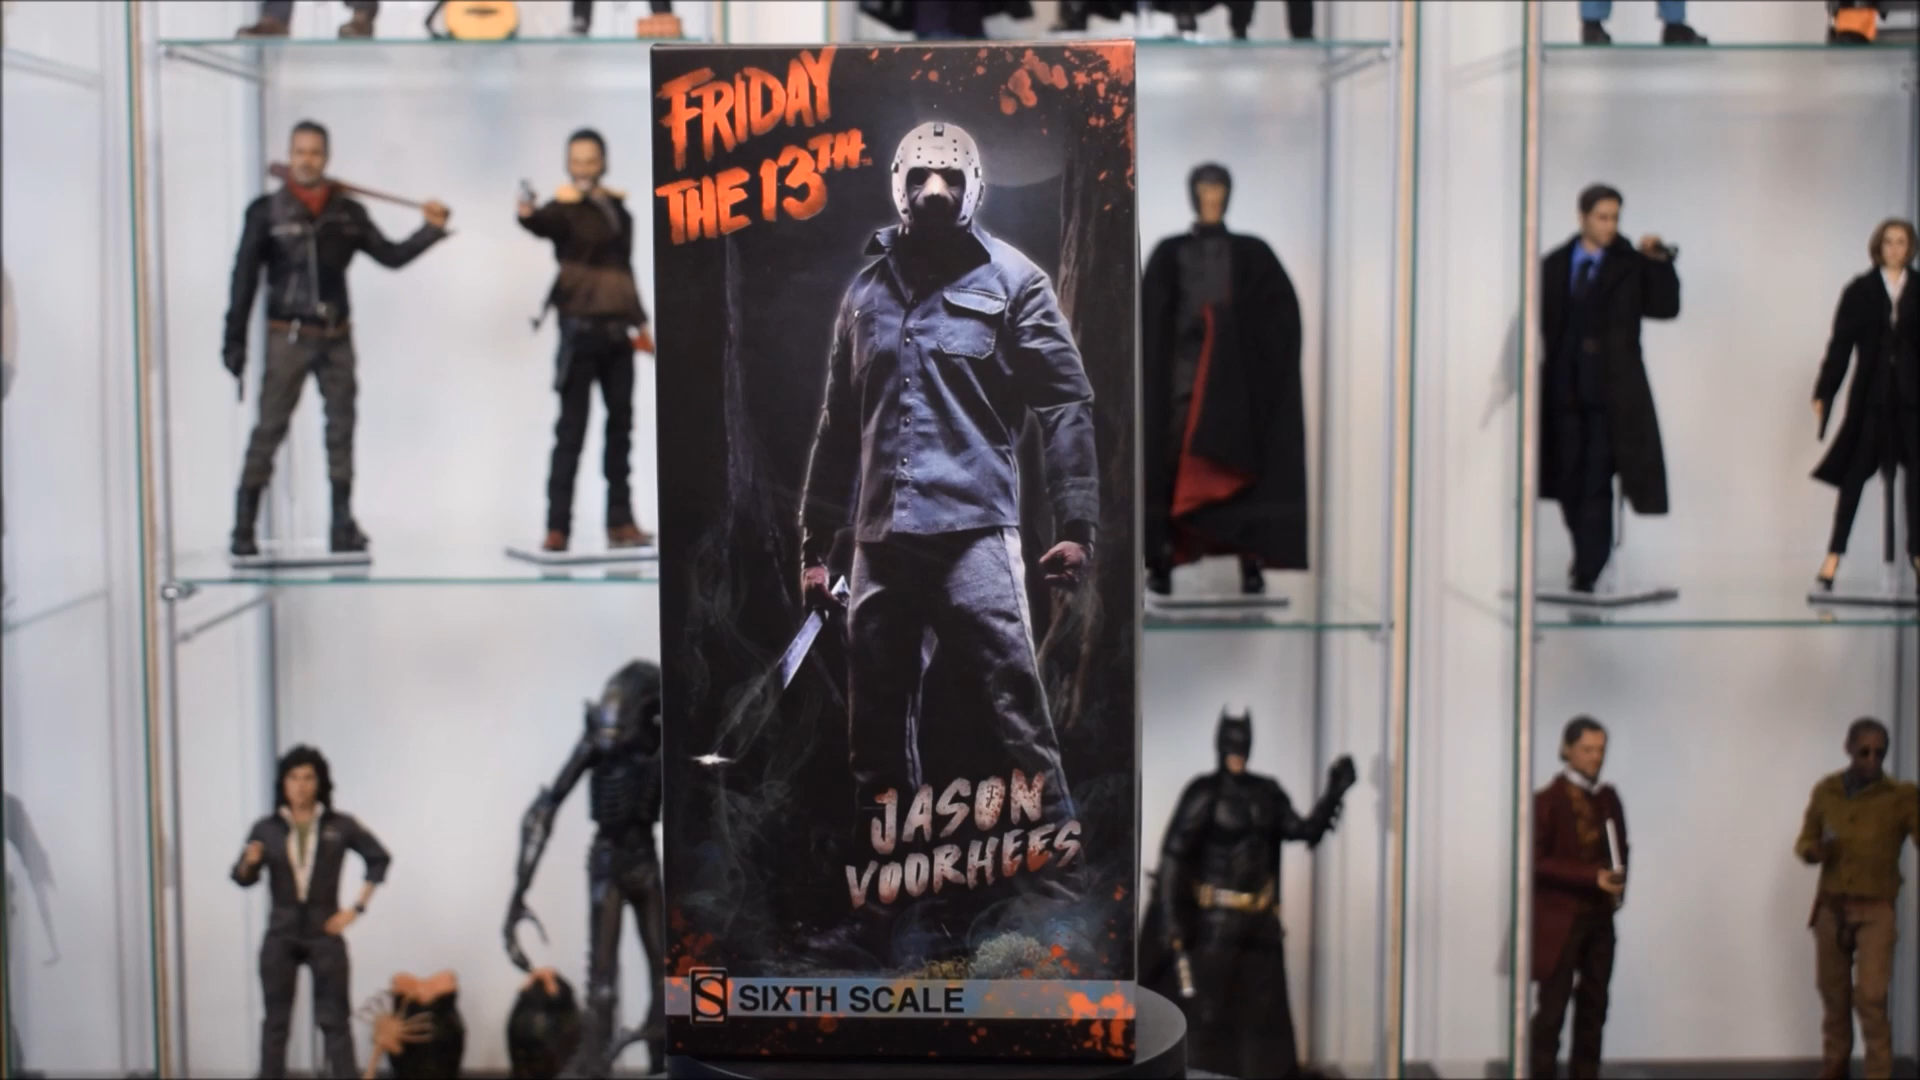 FRIDAY
THE 13TH
JASON
VOORHEES
S SIXTH SCALE